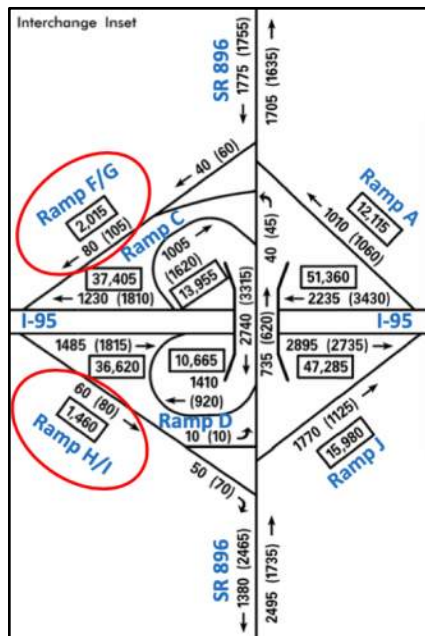 Interchange Inset
SR 896
1775 (1755)
1705 (1635)
40 (60)
Ramp F/G
2,015
80 (105)
Ramp C
1005
(1620)
13,955
40 (45)
Ramp A
12,115
1010 (1060)
37,405
1230 (1810)
2740 (3315)
735 (620)
51,360
2235 (3430)
I-95
I-95
1485 (1815)
36,620
10,665
1410
(920)
2895 (2735)
47,285
60 (80)
1,460
Ramp H/I
Ramp D
10 (10)
50 (70)
1770 (1125)
15,980
Ramp J
SR 896
1380 (2465)
2495 (1735)